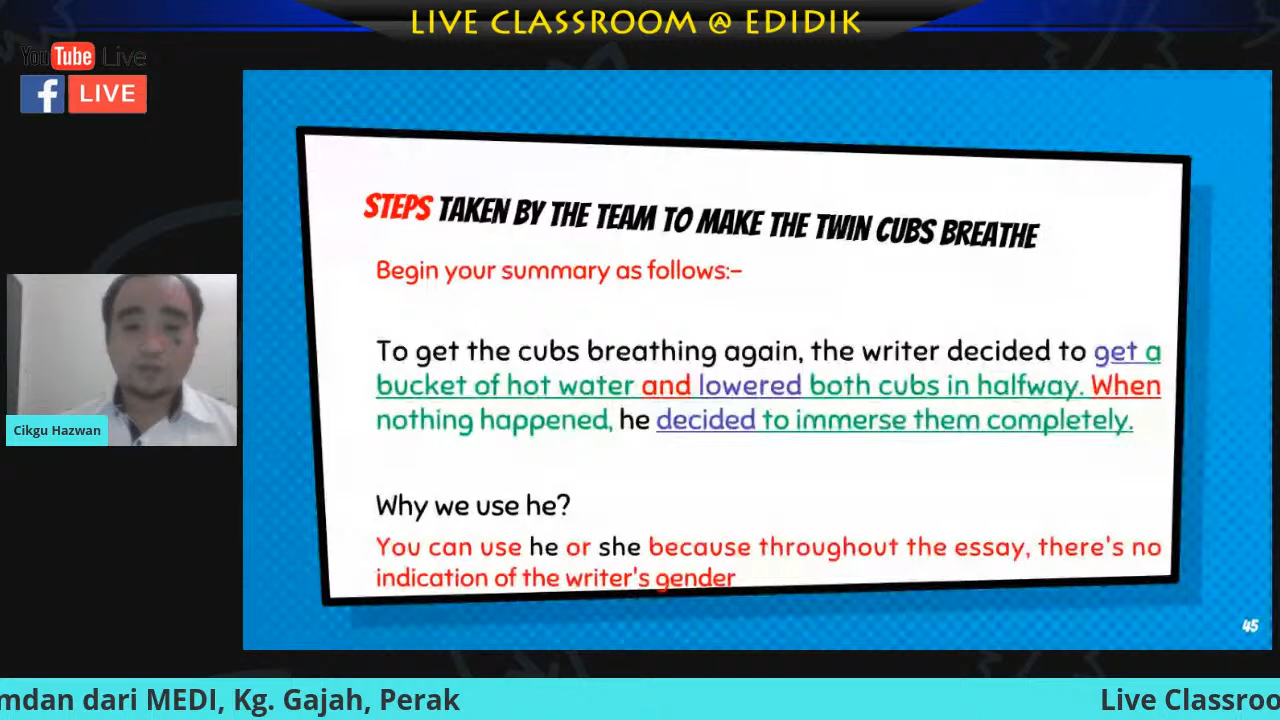 LIVE CLASSROOM @ EDIDIK
YouTube Live
f LIVE
STEPS TAKEN BY THE TEAM TO MAKE THE TWIN CUBS BREATHE
Begin your summary as follows:-
To get the cubs breathing again, the writer decided to get a
bucket of hot water and lowered both cubs in halfway. When
nothing happened, he decided to immerse them completely.
Why we use he?
You can use he or she because throughout the essay, there's no
indication of the writer's gender
Cikgu Hazwan
45
mdan dari MEDI, Kg. Gajah, Perak
Live Classroo